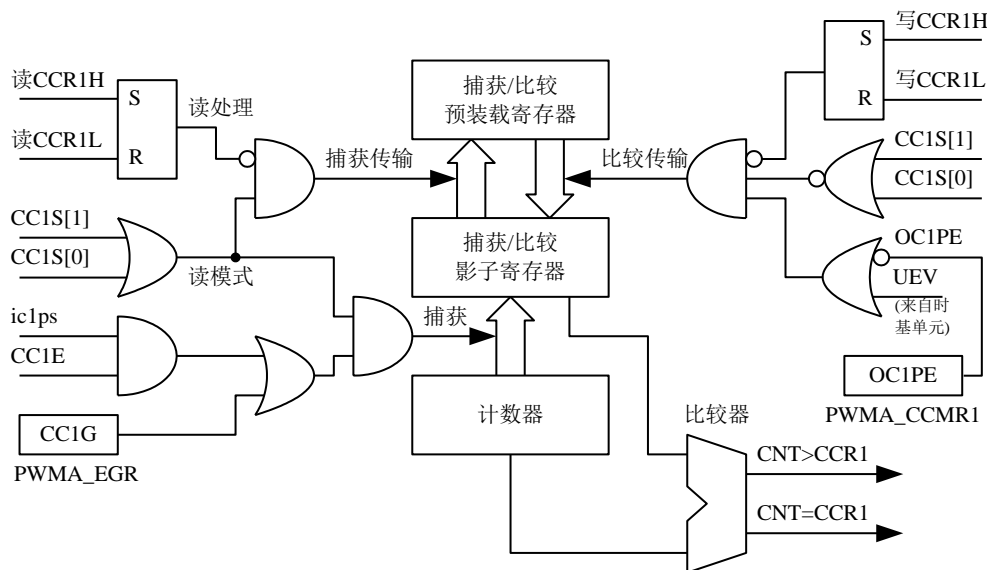 读CCR1H
S
读CCR1L
R
读处理
捕获/比较
预装载寄存器
写CCR1H
S
写CCR1L
R
捕获传输
比较传输
CC1S[1]
CC1S[0]
CC1S[1]
CC1S[0]
读模式
捕获/比较
影子寄存器
OC1PE
UEV
(来自时
基单元)
ic1ps
CC1E
捕获
OC1PE
PWMA_CCMR1
CC1G
PWMA_EGR
计数器
比较器
CNT>CCR1
CNT=CCR1